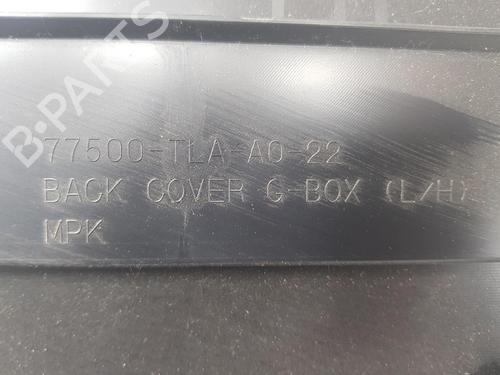 B-PARTS
77500-TLA-A0-22
BACK COVER G-BOX (L/H)
MPK